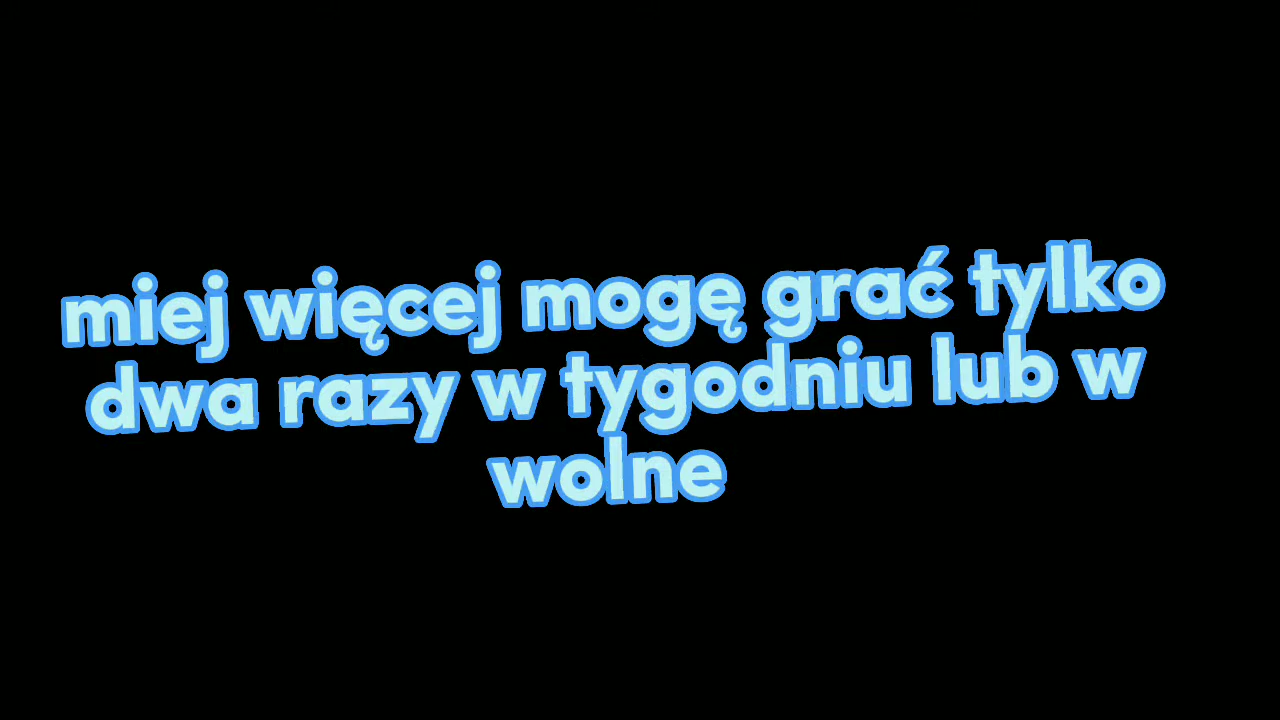 miej więcej mogę grać tylko
dwa razy w tygodniu lub w
wolne